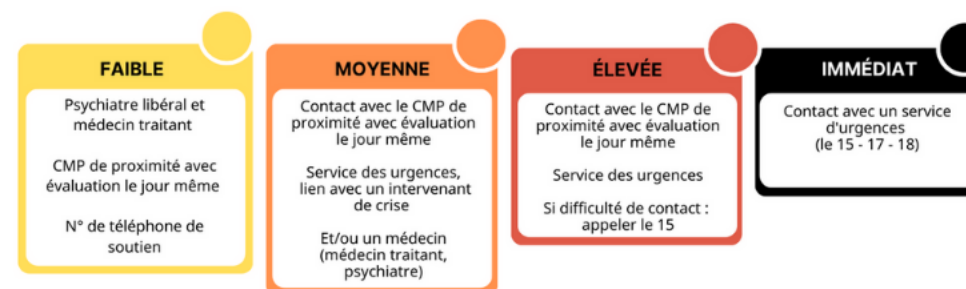 FAIBLE
Psychiatre libéral et
médecin traitant
CMP de proximité avec
évaluation le jour même
N° de téléphone de
soutien
MOYENNE
Contact avec le CMP de
proximité avec évaluation
le jour même
Service des urgences,
lien avec un intervenant
de crise
Et/ou un médecin
(médecin traitant,
psychiatre)
ÉLEVÉE
Contact avec le CMP de
proximité avec évaluation
le jour même
Service des urgences
Si difficulté de contact :
appeler le 15
IMMÉDIAT
Contact avec un service
d'urgences
(le 15 - 17 - 18)